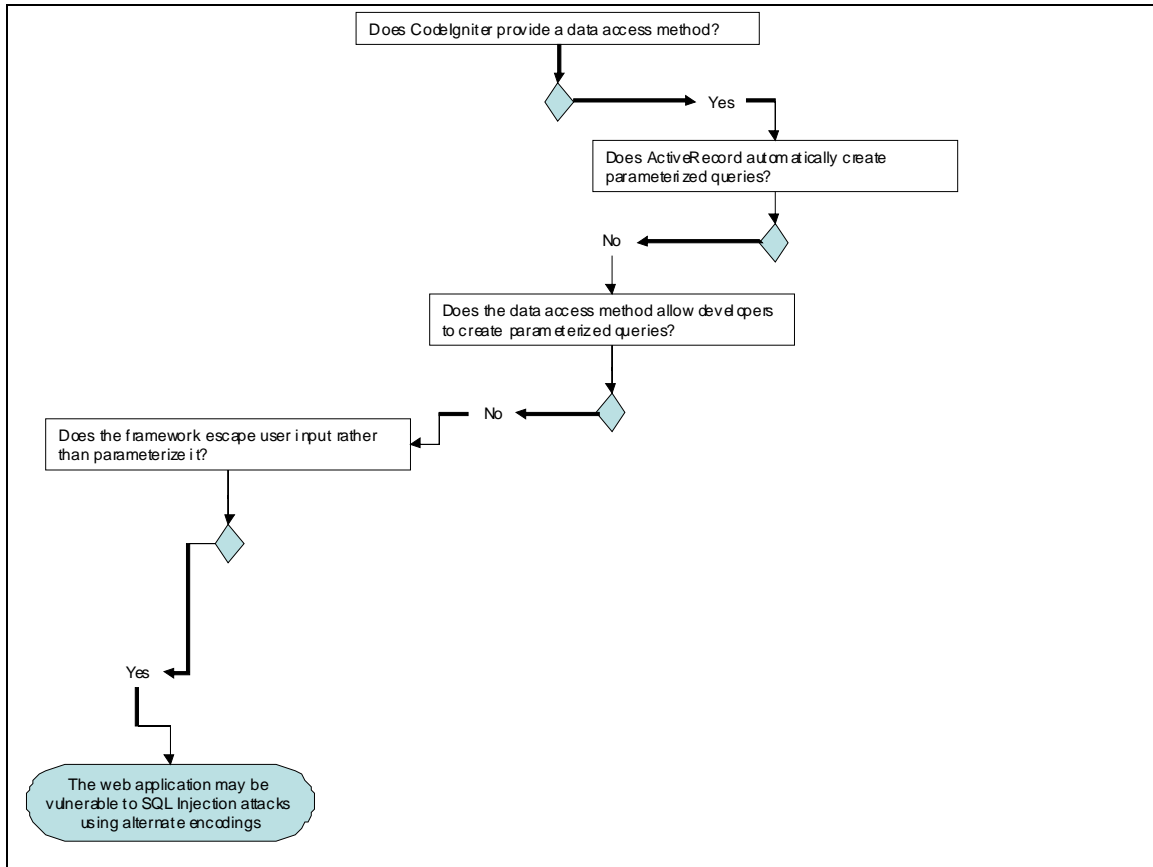 Does CodeIgniter provide a data access method?
Yes
Does ActiveRecord automatically create
parameterized queries?
No
Does the data access method allow developers
to create parameterized queries?
No
Does the framework escape user input rather
than parameterize it?
Yes
The web application may be
vulnerable to SQL Injection attacks
using alternate encodings